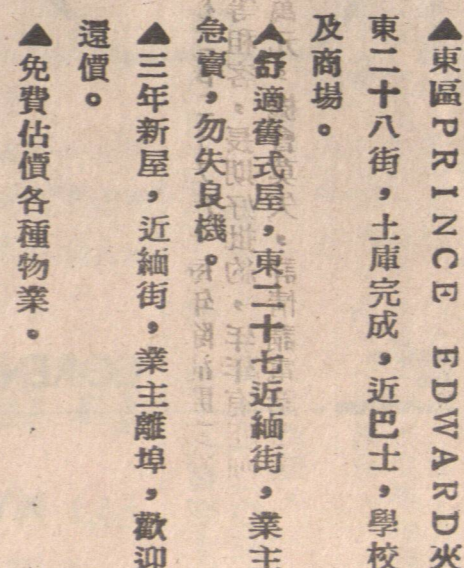 ▲東區PRINCE EDWARD夾
東二十八街，土庫完成，近巴士，學校
及商場。
▲舒適舊式屋，東二十七近緬街，業主
急賣，勿失良機。
▲三年新屋，近緬街，業主離埠，歡迎
還價。
▲免費估價各種物業。